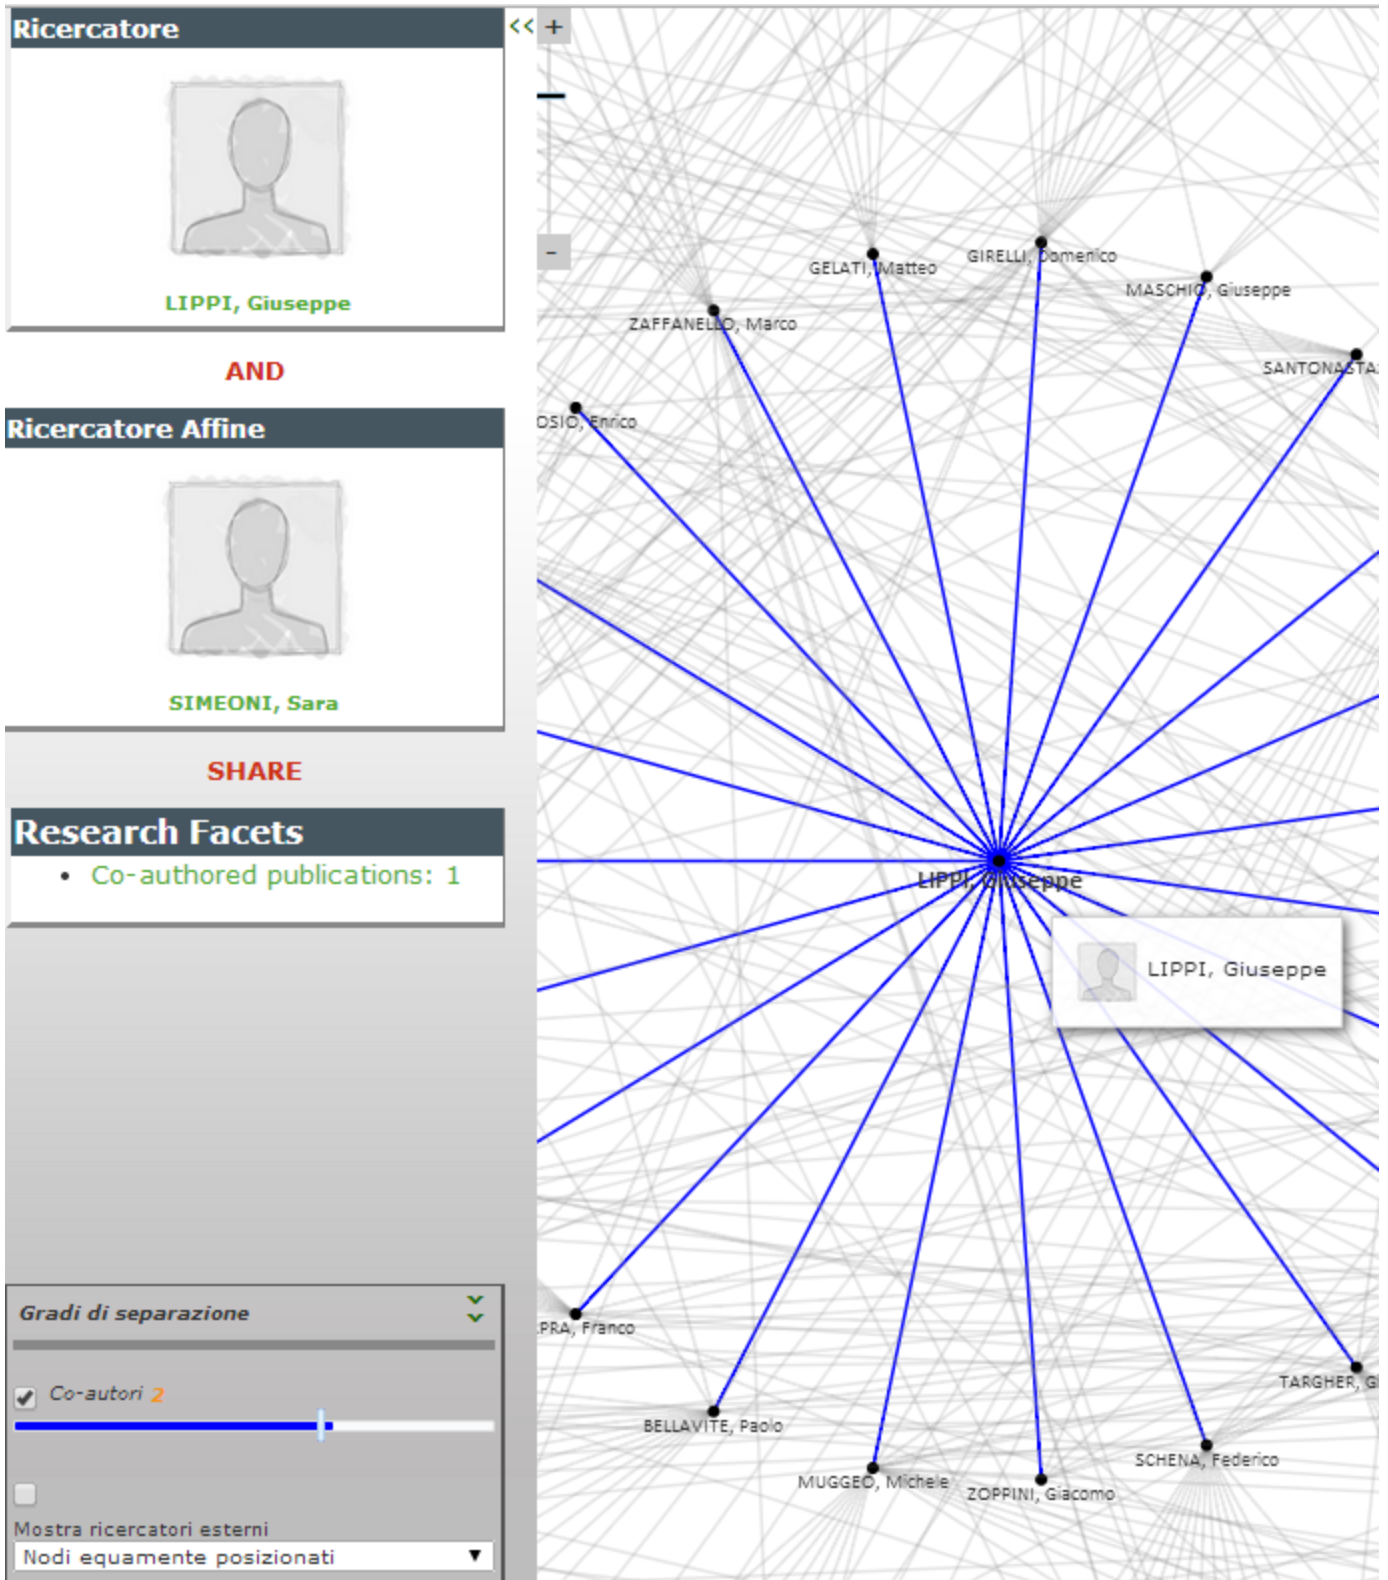 Ricercatore
<<
+
-
LIPPI, Giuseppe
AND
Ricercatore Affine
SIMEONI, Sara
SHARE
Research Facets
• Co-authored publications: 1
Gradi di separazione
Co-autori 2
Mostra ricercatori esterni
Nodi equamente posizionati
GELATI, Matteo
GIRELLI, Domenico
MASCHIO, Giuseppe
ZAFFANELLO, Marco
SANTONASTA
OSIO, Enrico
LIPPI, Giuseppe
LIPPI, Giuseppe
PRA, Franco
TARGHER, G
BELLAVITE, Paolo
SCHENA, Federico
MUGGEO, Michele
ZOPPINI, Giacomo